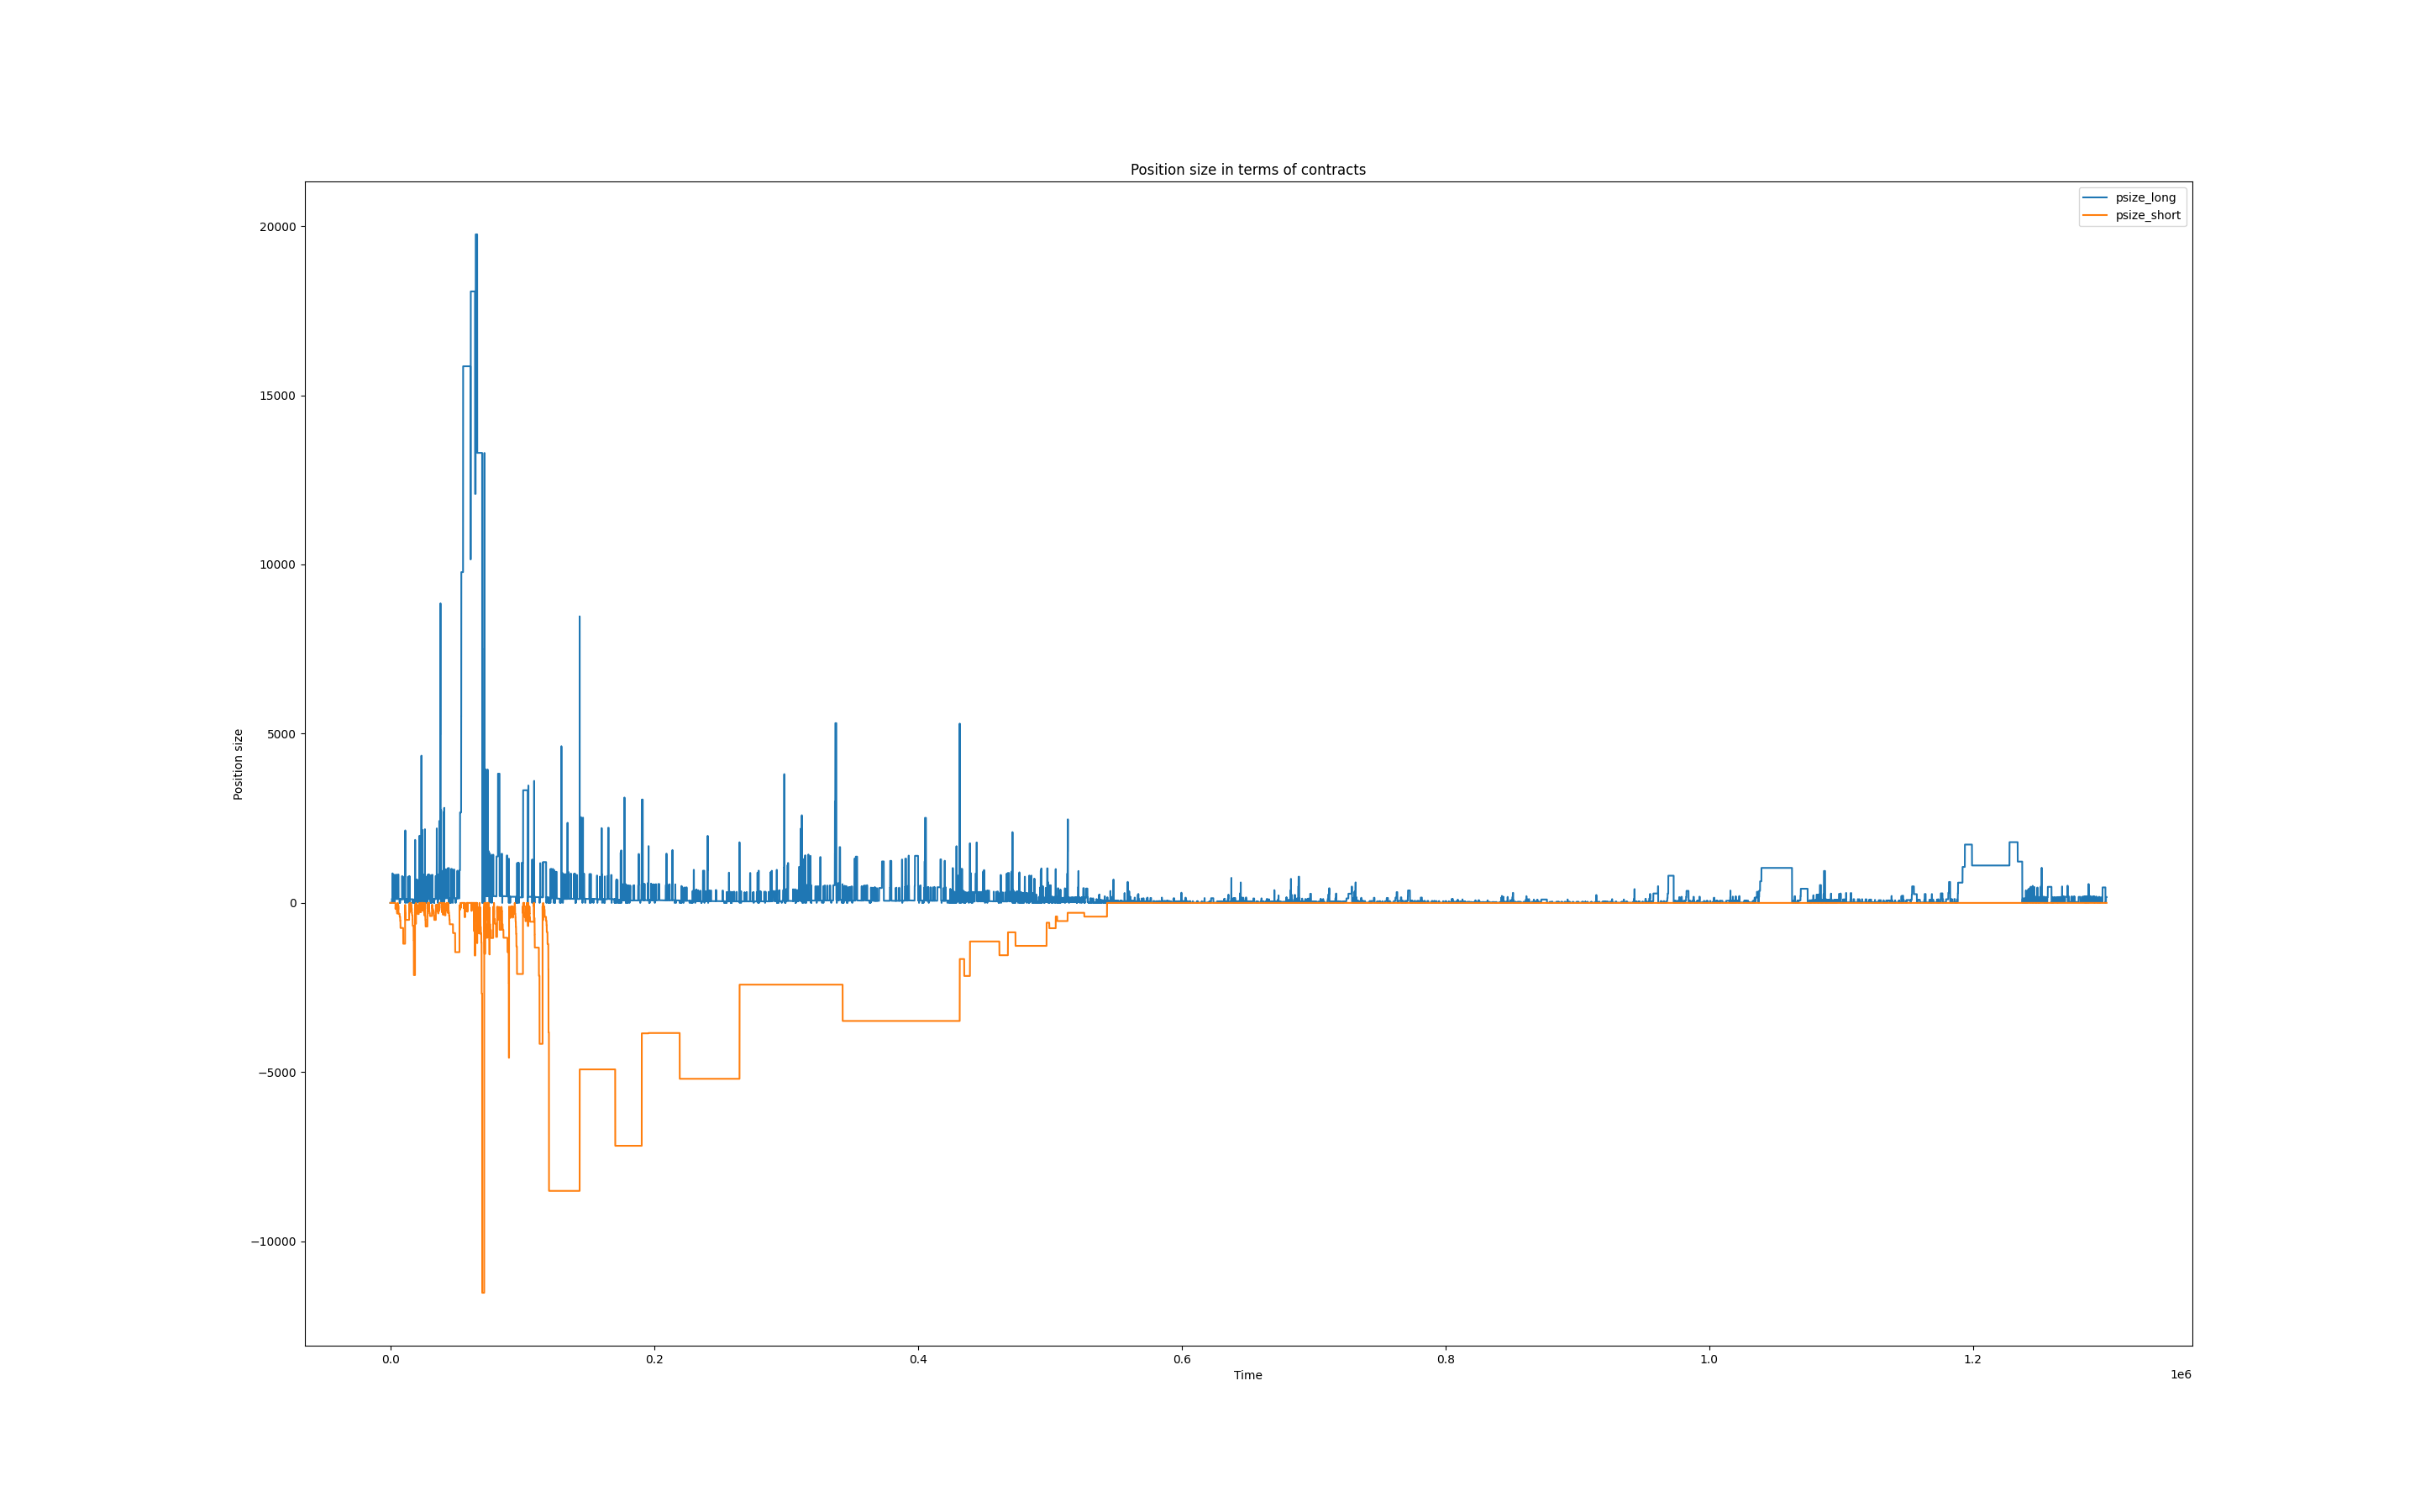 Position size in terms of contracts
psize_long
psize_short
20000
15000
10000
5000
0
−5000
−10000
Position size
0.0 0.2 0.4 0.6 0.8 1.0 1.2
1e6
Time